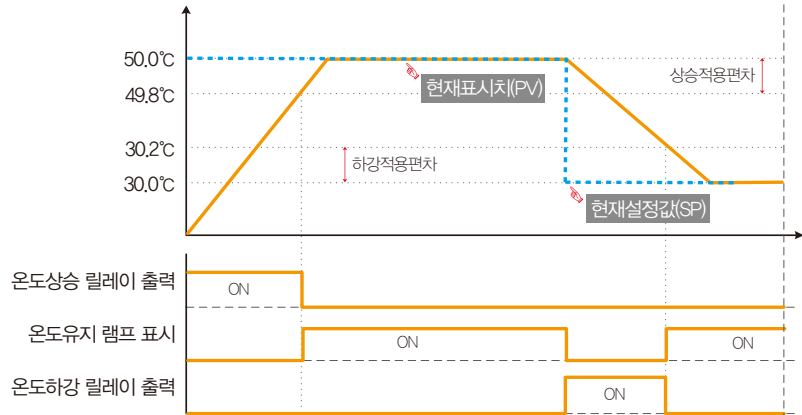 50.0℃
상승적용편차
현재표시치(PV)
49.8℃
30.2℃
하강적용편차
30.0℃
현재설정값(SP)
온도상승 릴레이 출력
ON
온도유지 램프 표시
ON
ON
온도하강 릴레이 출력
ON